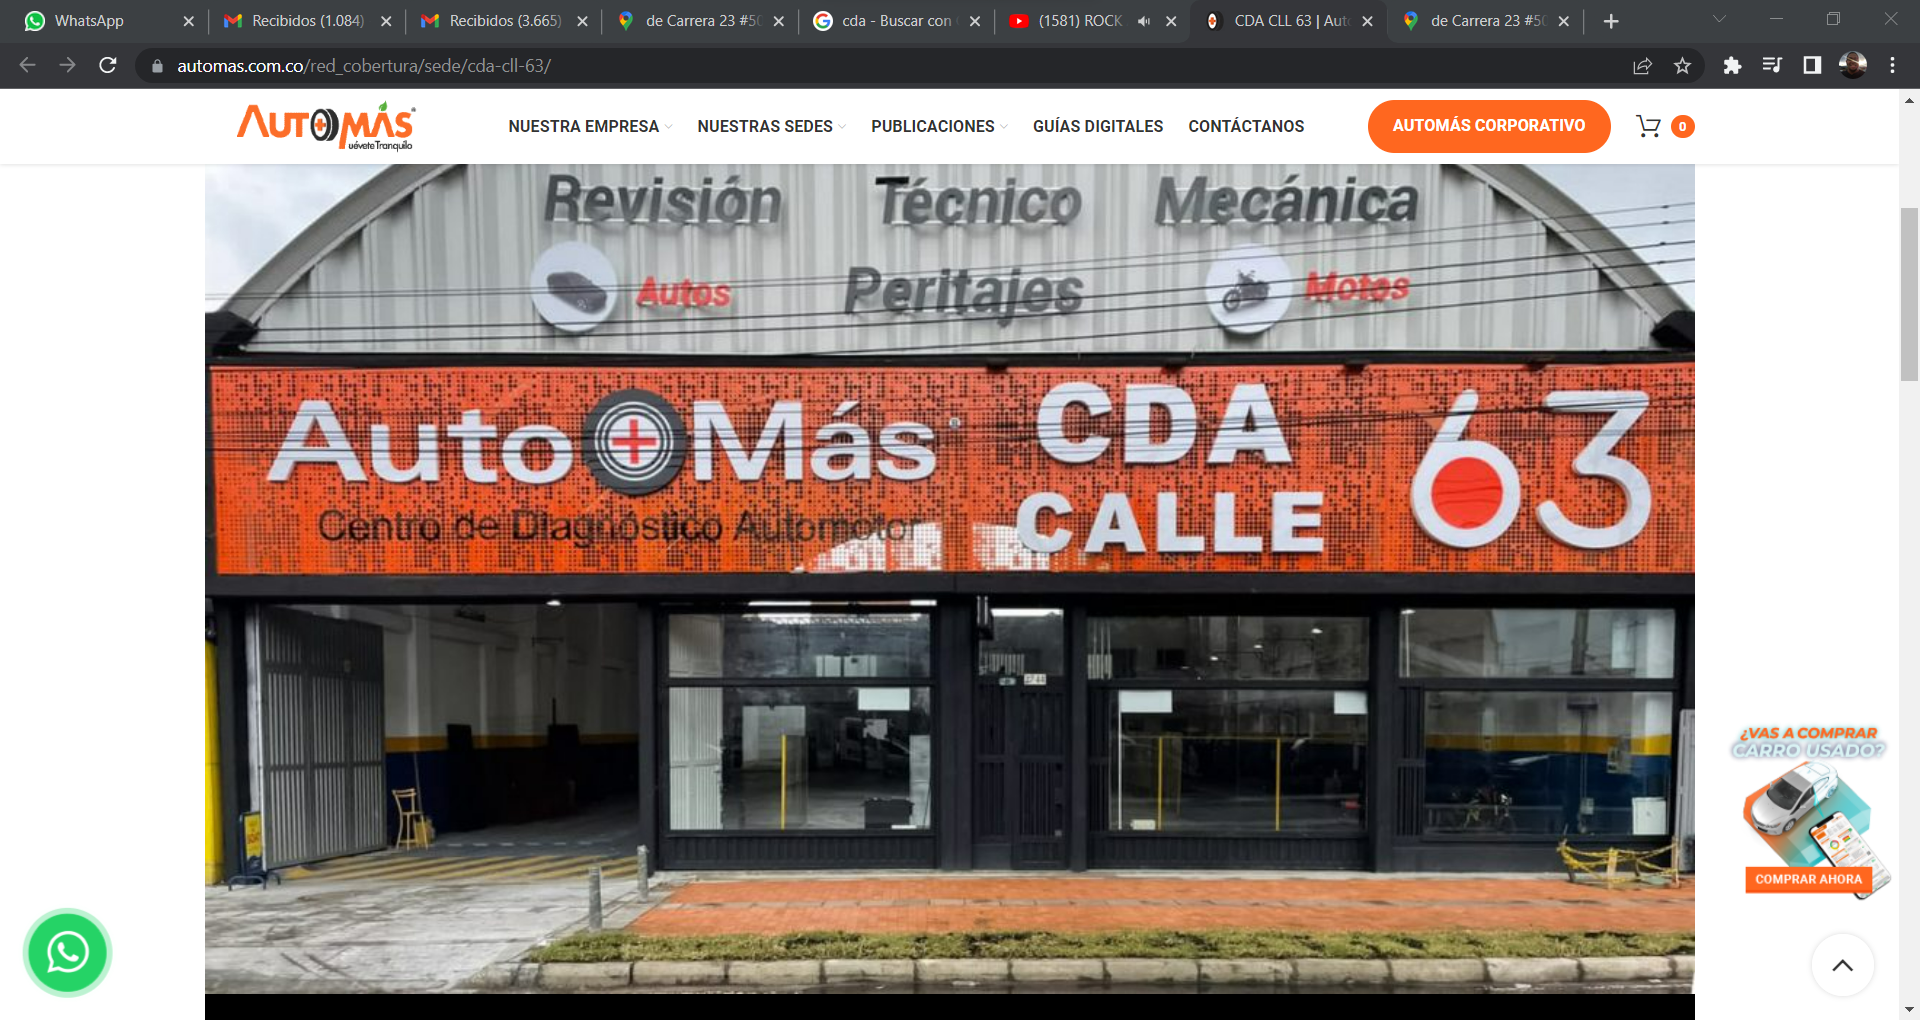 WhatsApp
Recibidos (1.084)
Recibidos (3.665)
de Carrera 23 #50
cda - Buscar con
(1581) ROCK
CDA CLL 63 | Auto
de Carrera 23 #50
automas.com.co/red_cobertura/sede/cda-cll-63/
AUTOMÁS
uéveteTranquilo
NUESTRA EMPRESA
NUESTRAS SEDES
PUBLICACIONES
GUÍAS DIGITALES
CONTÁCTANOS
AUTOMÁS CORPORATIVO
0
Revisión Técnico Mecánica
Autos Peritajes Motos
AutoMás
Centro de Diagnóstico Automotor
CDA
CALLE
63
¿VAS A COMPRAR
CARRO USADO?
COMPRAR AHORA